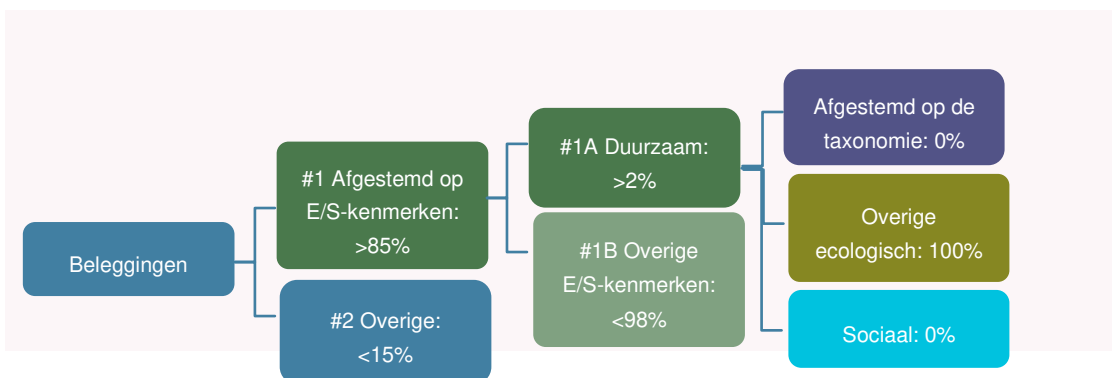 Beleggingen
#1 Afgestemd op
E/S-kenmerken:
>85%
#2 Overige:
<15%
#1A Duurzaam:
>2%
#1B Overige
E/S-kenmerken:
<98%
Afgestemd op de
taxonomie: 0%
Overige
ecologisch: 100%
Sociaal: 0%